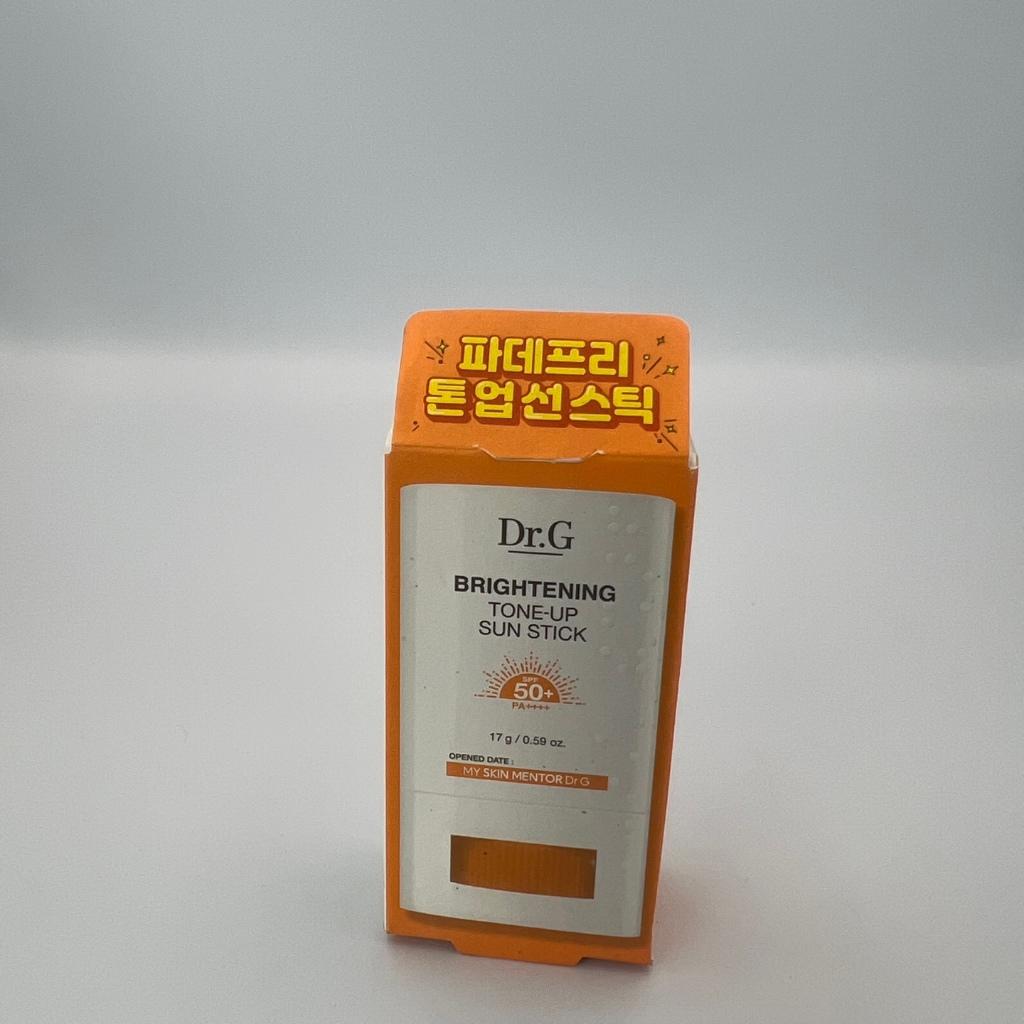 파데프리
톤업선스틱
Dr.G
BRIGHTENING
TONE-UP
SUN STICK
SPF
50+
PA++++
17 g / 0.59 oz.
OPENED DATE :
MY SKIN MENTOR Dr G